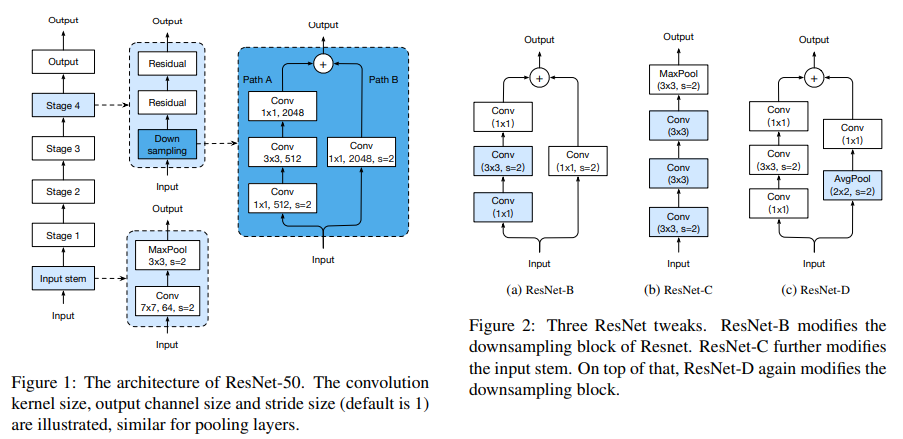 Output
Output
Stage 4
Stage 3
Stage 2
Stage 1
Input stem
Input
Output
Residual
Residual
Down
sampling
Input
Output
MaxPool
3x3, s=2
Conv
7x7, 64, s=2
Input
Output
+
Path A
Path B
Conv
1x1, 2048
Conv
3x3, 512
Conv
1x1, 2048, s=2
Conv
1x1, 512, s=2
Input
Figure 1: The architecture of ResNet-50. The convolution
kernel size, output channel size and stride size (default is 1)
are illustrated, similar for pooling layers.
Output
+
Conv
(1x1)
Conv
(3x3, s=2)
Conv
(1x1, s=2)
Conv
(1x1)
Input
(a) ResNet-B
Output
MaxPool
(3x3, s=2)
Conv
(3x3)
Conv
(3x3)
Conv
(3x3, s=2)
Input
(b) ResNet-C
Output
+
Conv
(1x1)
Conv
(1x1)
Conv
(3x3, s=2)
AvgPool
(2x2, s=2)
Conv
(1x1)
Input
(c) ResNet-D
Figure 2: Three ResNet tweaks. ResNet-B modifies the
downsampling block of Resnet. ResNet-C further modifies
the input stem. On top of that, ResNet-D again modifies the
downsampling block.